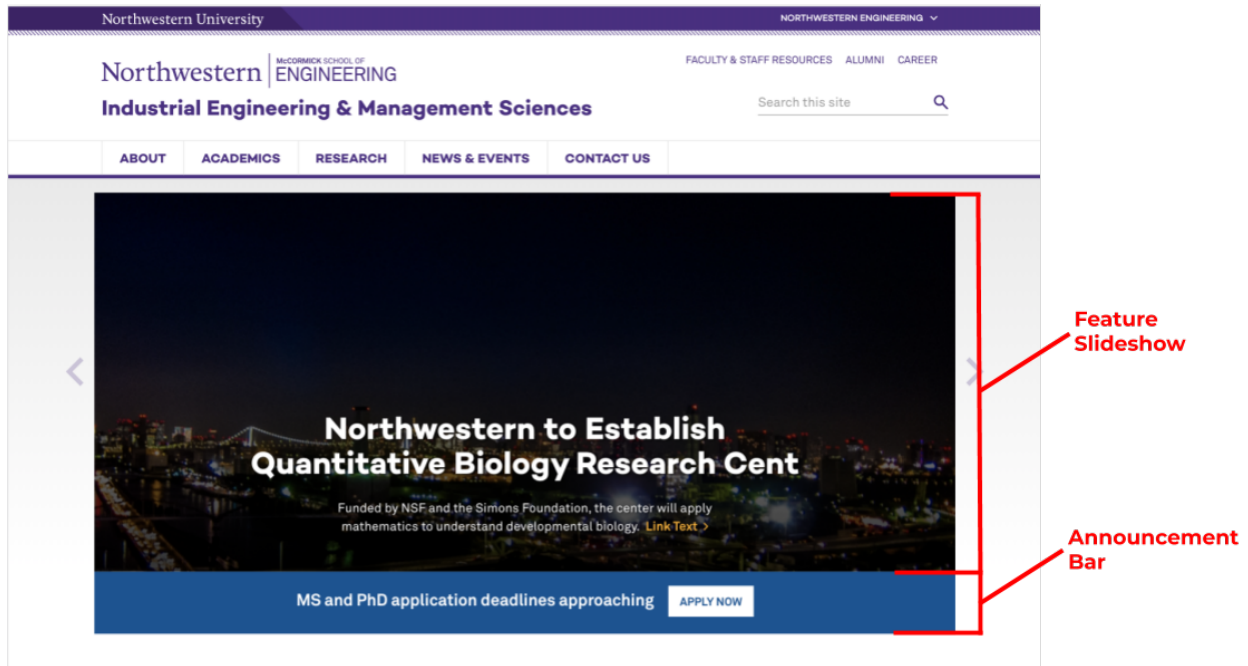 Northwestern University
NORTHWESTERN ENGINEERING
Northwestern
McCORMICK SCHOOL OF
ENGINEERING
FACULTY & STAFF RESOURCES ALUMNI CAREER
Industrial Engineering & Management Sciences
Search this site
ABOUT ACADEMICS RESEARCH NEWS & EVENTS CONTACT US
Feature
Slideshow
Northwestern to Establish
Quantitative Biology Research Cent
Funded by NSF and the Simons Foundation, the center will apply
mathematics to understand developmental biology. Link Text >
Announcement
Bar
MS and PhD application deadlines approaching APPLY NOW